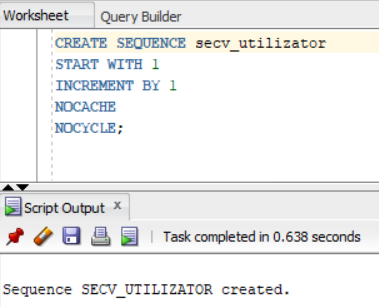 Worksheet Query Builder
CREATE SEQUENCE secv_utilizator
START WITH 1
INCREMENT BY 1
NOCACHE
NOCYCLE;
Script Output x
Task completed in 0.638 seconds
Sequence SECV_UTILIZATOR created.